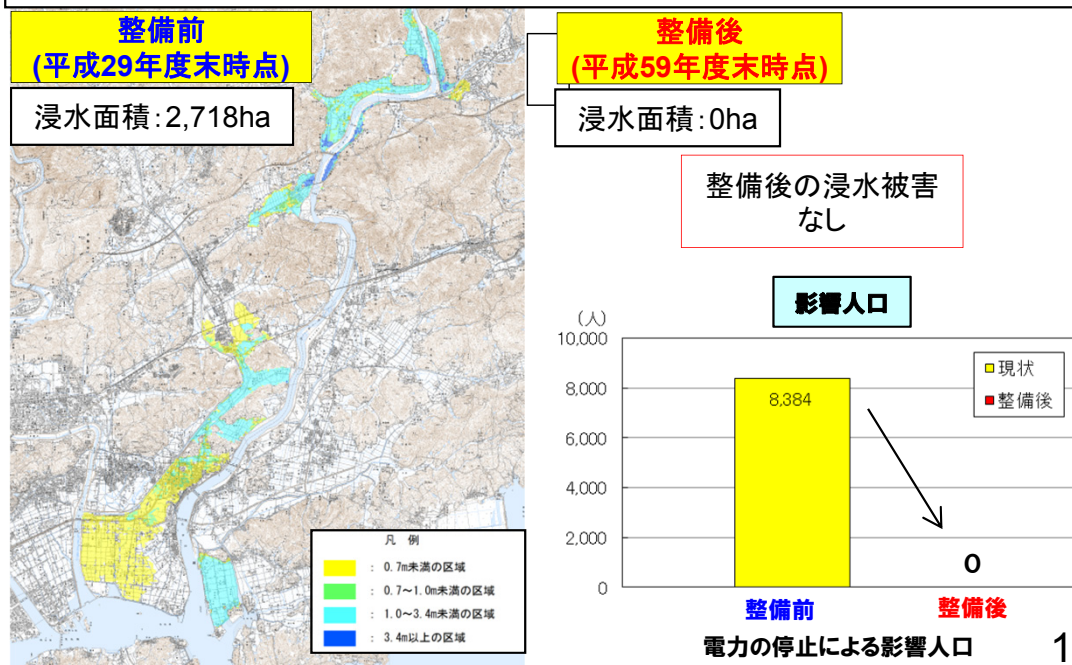 整備前
(平成29年度末時点)
浸水面積：2,718ha
整備後
(平成59年度末時点)
浸水面積：0ha
整備後の浸水被害
なし
影響人口
(人)
10,000
8,000
6,000
4,000
2,000
0
8,384
0
現状
整備後
整備前
整備後
電力の停止による影響人口
凡 例
： 0.7m未満の区域
： 0.7～1.0m未満の区域
： 1.0～3.4m未満の区域
： 3.4m以上の区域
1